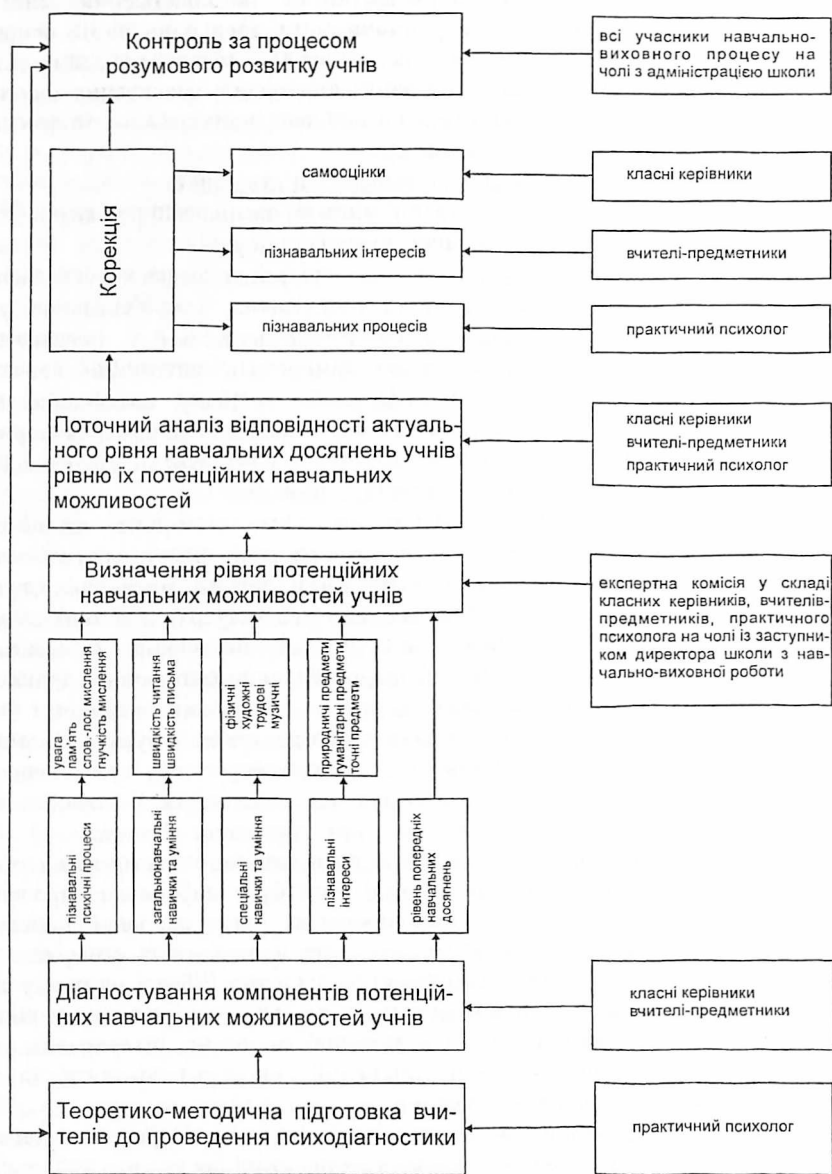 Контроль за процесом
розумового розвитку учнів
всі учасники навчально-
виховного процесу на
чолі з адміністрацією школи
Корекція
самооцінки
класні керівники
пізнавальних інтересів
вчителі-предметники
пізнавальних процесів
практичний психолог
Поточний аналіз відповідності актуаль-
ного рівня навчальних досягнень учнів
рівню їх потенційних навчальних
можливостей
класні керівники
вчителі-предметники
практичний психолог
Визначення рівня потенційних
навчальних можливостей учнів
експертна комісія у складі
класних керівників, вчителів-
предметників, практичного
психолога на чолі із заступни-
ком директора школи з нав-
чально-виховної роботи
увага
пам'ять
слов.-лог. мислення
гнучкість мислення
швидкість читання
швидкість письма
фізичні
художні
трудові
музичні
природничі предмети
гуманітарні предмети
точні предмети
пізнавальні
психічні процеси
загальнонавчальні
навички та уміння
спеціальні
навички та уміння
пізнавальні
інтереси
рівень попередніх
навчальних
досягнень
Діагностування компонентів потенцій-
них навчальних можливостей учнів
класні керівники
вчителі-предметники
Теоретико-методична підготовка вчи-
телів до проведення психодіагностики
практичний психолог